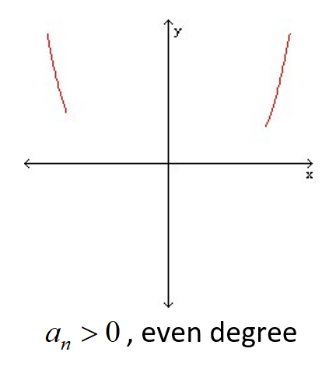 y
x
aₙ > 0 , even degree